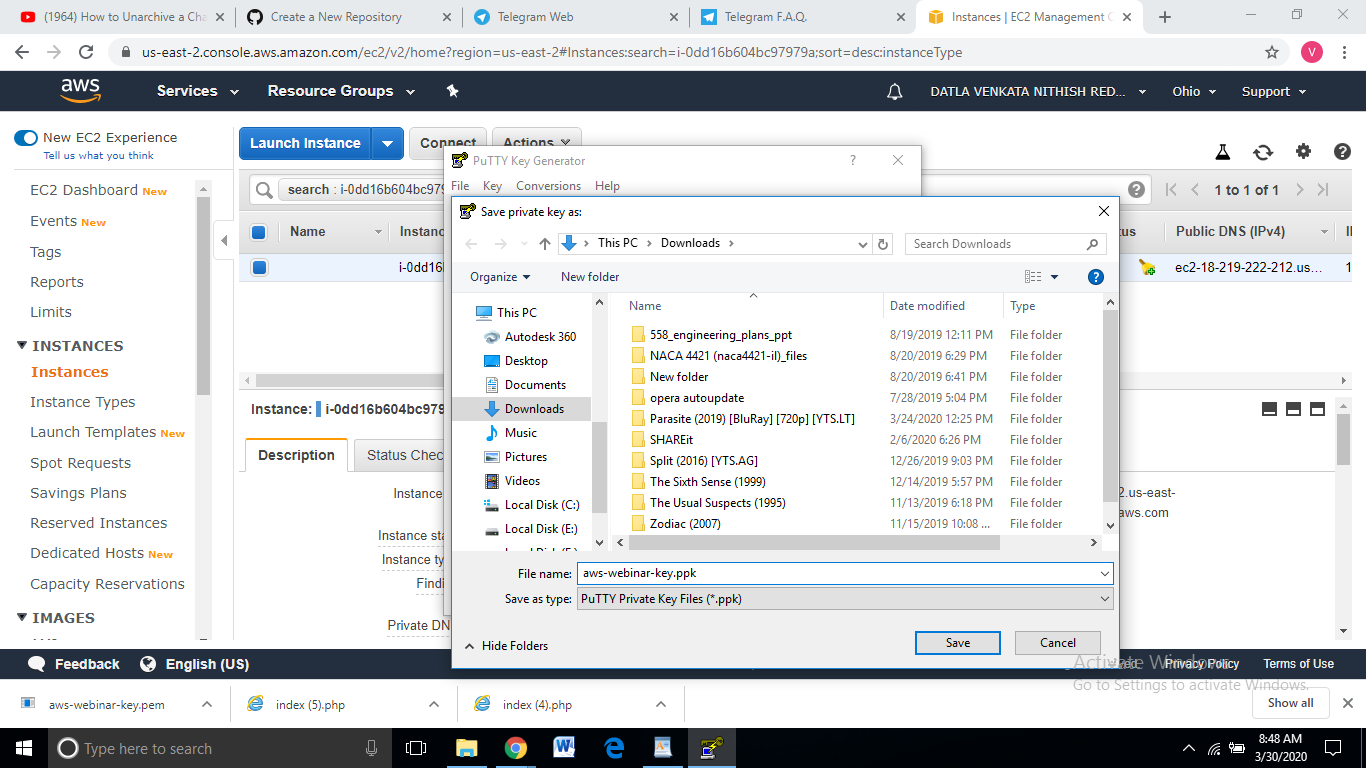 (1964) How to Unarchive a Cha
Create a New Repository
Telegram Web
Telegram F.A.Q.
Instances | EC2 Management C
us-east-2.console.aws.amazon.com/ec2/v2/home?region=us-east-2#Instances:search=i-0dd16b604bc97979a;sort=desc:instanceType
V
aws
Services
Resource Groups
DATLA VENKATA NITHISH RED...
Ohio
Support
New EC2 Experience
Tell us what you think
EC2 Dashboard New
Events New
Tags
Reports
Limits
INSTANCES
Instances
Instance Types
Launch Templates New
Spot Requests
Savings Plans
Reserved Instances
Dedicated Hosts New
Capacity Reservations
IMAGES
Launch Instance
Connect
Actions
search : i-0dd16b604bc979
1 to 1 of 1
Name
Instanc
tus
Public DNS (IPv4)
i-0dd16
ec2-18-219-222-212.us...
1
Instance:
i-0dd16b604bc979
Description
Status Chec
Instance
Instance sta
Instance ty
Findi
Private DN
2.us-east-
aws.com
PuTTY Key Generator
?
File
Key
Conversions
Help
Save private key as:
This PC
Downloads
Search Downloads
Organize
New folder
This PC
Autodesk 360
Desktop
Documents
Downloads
Music
Pictures
Videos
Local Disk (C:)
Local Disk (E:)
Name
Date modified
Type
558_engineering_plans_ppt 8/19/2019 12:11 PM File folder
NACA 4421 (naca4421-il)_files 8/20/2019 6:29 PM File folder
New folder 8/20/2019 6:41 PM File folder
opera autoupdate 7/28/2019 5:04 PM File folder
Parasite (2019) [BluRay] [720p] [YTS.LT] 3/24/2020 12:25 PM File folder
SHAREit 2/6/2020 6:26 PM File folder
Split (2016) [YTS.AG] 12/26/2019 9:03 PM File folder
The Sixth Sense (1999) 12/14/2019 5:57 PM File folder
The Usual Suspects (1995) 11/13/2019 6:18 PM File folder
Zodiac (2007) 11/15/2019 10:08 ... File folder
File name: aws-webinar-key.ppk
Save as type: PuTTY Private Key Files (*.ppk)
Hide Folders
Save
Cancel
Feedback
English (US)
Privacy Policy
Terms of Use
Activate Windows
Go to Settings to activate Windows.
aws-webinar-key.pem
index (5).php
index (4).php
Show all
Type here to search
8:48 AM
3/30/2020